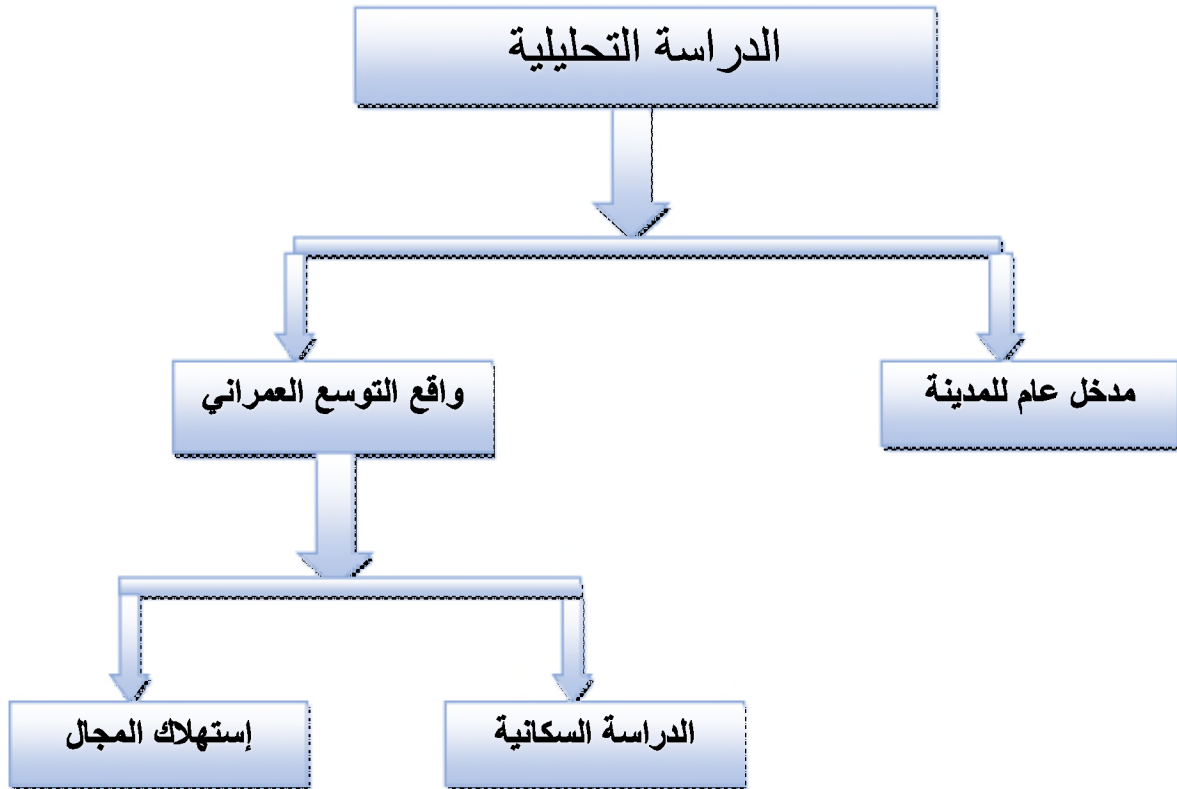 الدراسة التحليلية
مدخل عام للمدينة
واقع التوسع العمراني
الدراسة السكانية
إستهلاك المجال